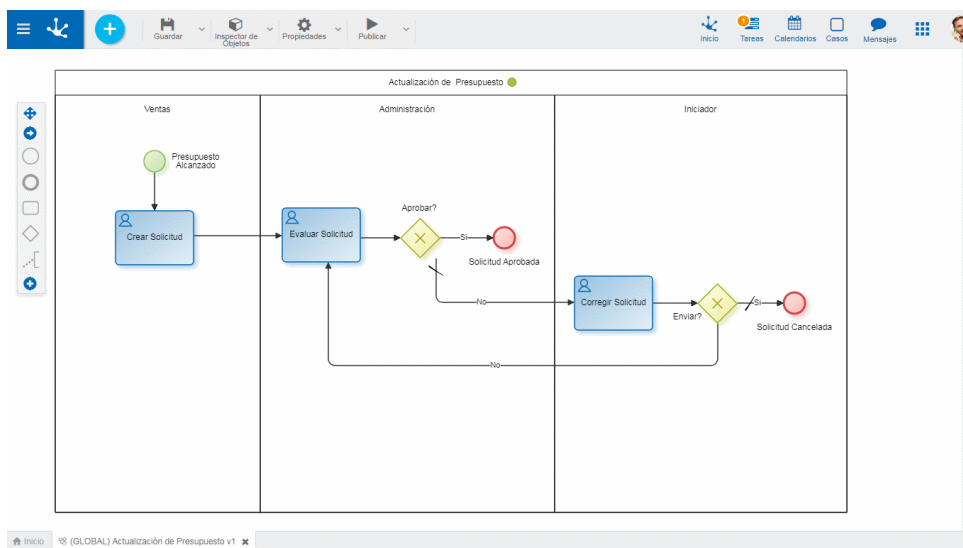 Guardar
Inspector de
Objetos
Propiedades
Publicar
Inicio
1
Tareas
Calendarios
Casos
Mensajes
Actualización de Presupuesto
Ventas
Administración
Iniciador
Presupuesto
Alcanzado
Crear Solicitud
Evaluar Solicitud
Aprobar?
Si
Solicitud Aprobada
No
Corregir Solicitud
Enviar?
Si
Solicitud Cancelada
No
Inicio
(GLOBAL) Actualización de Presupuesto v1